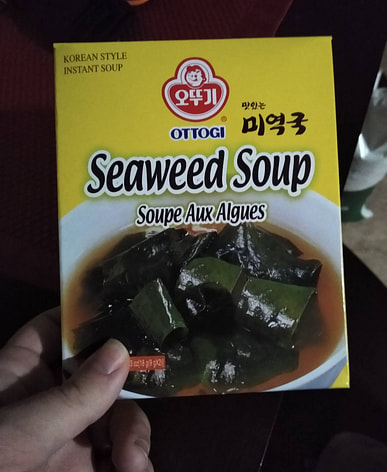 KOREAN STYLE
INSTANT SOUP
오뚜기
OTTOGI
®
맛있는
미역국
Seaweed Soup
Soupe Aux Algues